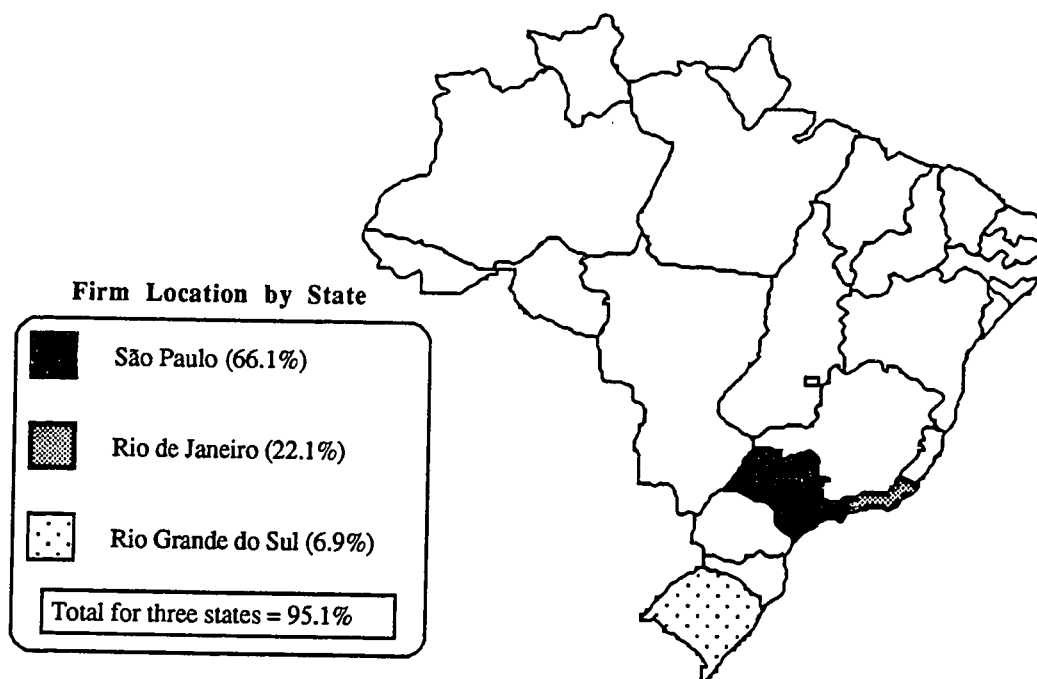 Firm Location by State
São Paulo (66.1%)
Rio de Janeiro (22.1%)
Rio Grande do Sul (6.9%)
Total for three states = 95.1%